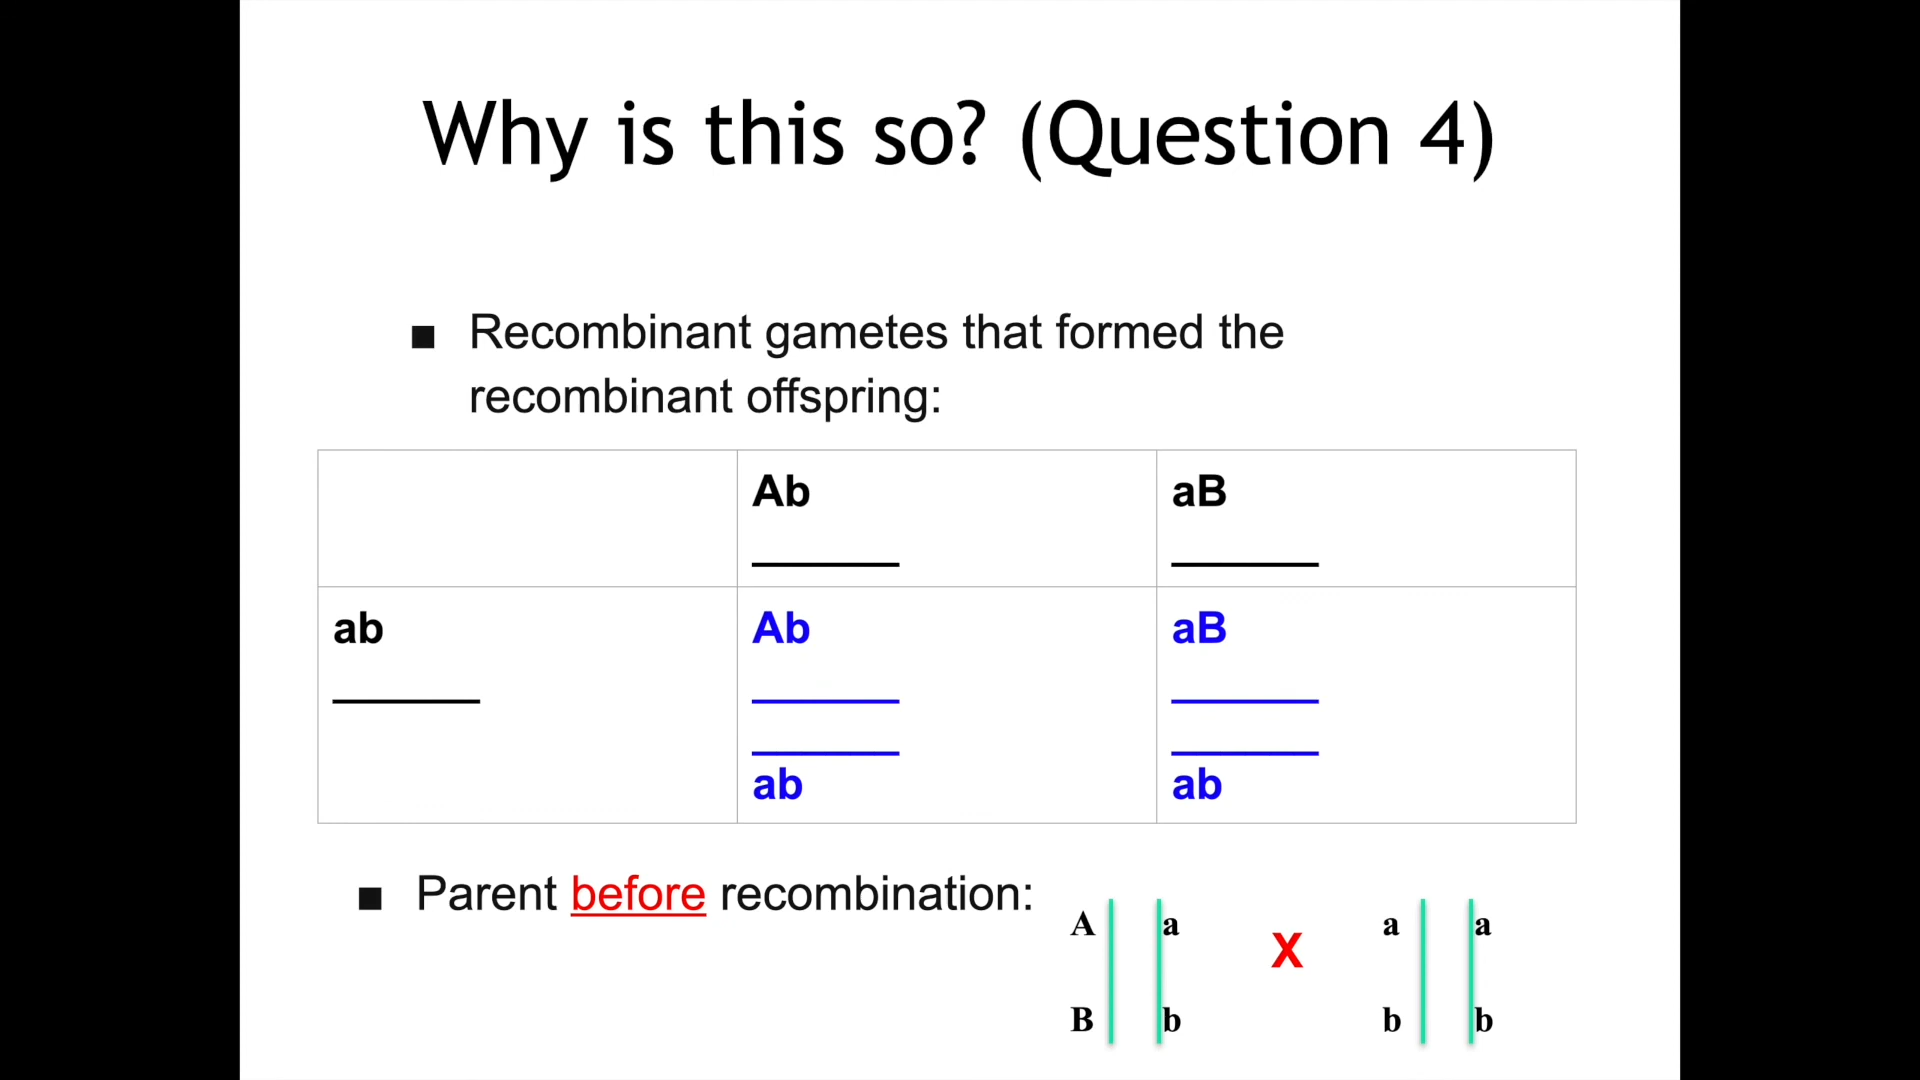 Why is this so? (Question 4)
■ Recombinant gametes that formed the
recombinant offspring:
Ab aB
ab Ab aB
ab ab
■ Parent before recombination:
A a X a a
B b b b